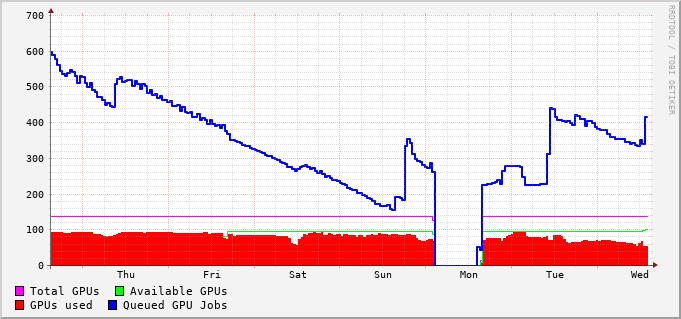 700
600
500
400
300
200
100
0
Thu Fri Sat Sun Mon Tue Wed
Total GPUs Available GPUs
GPUs used Queued GPU Jobs
RRDTOOL / TOBI OETIKER